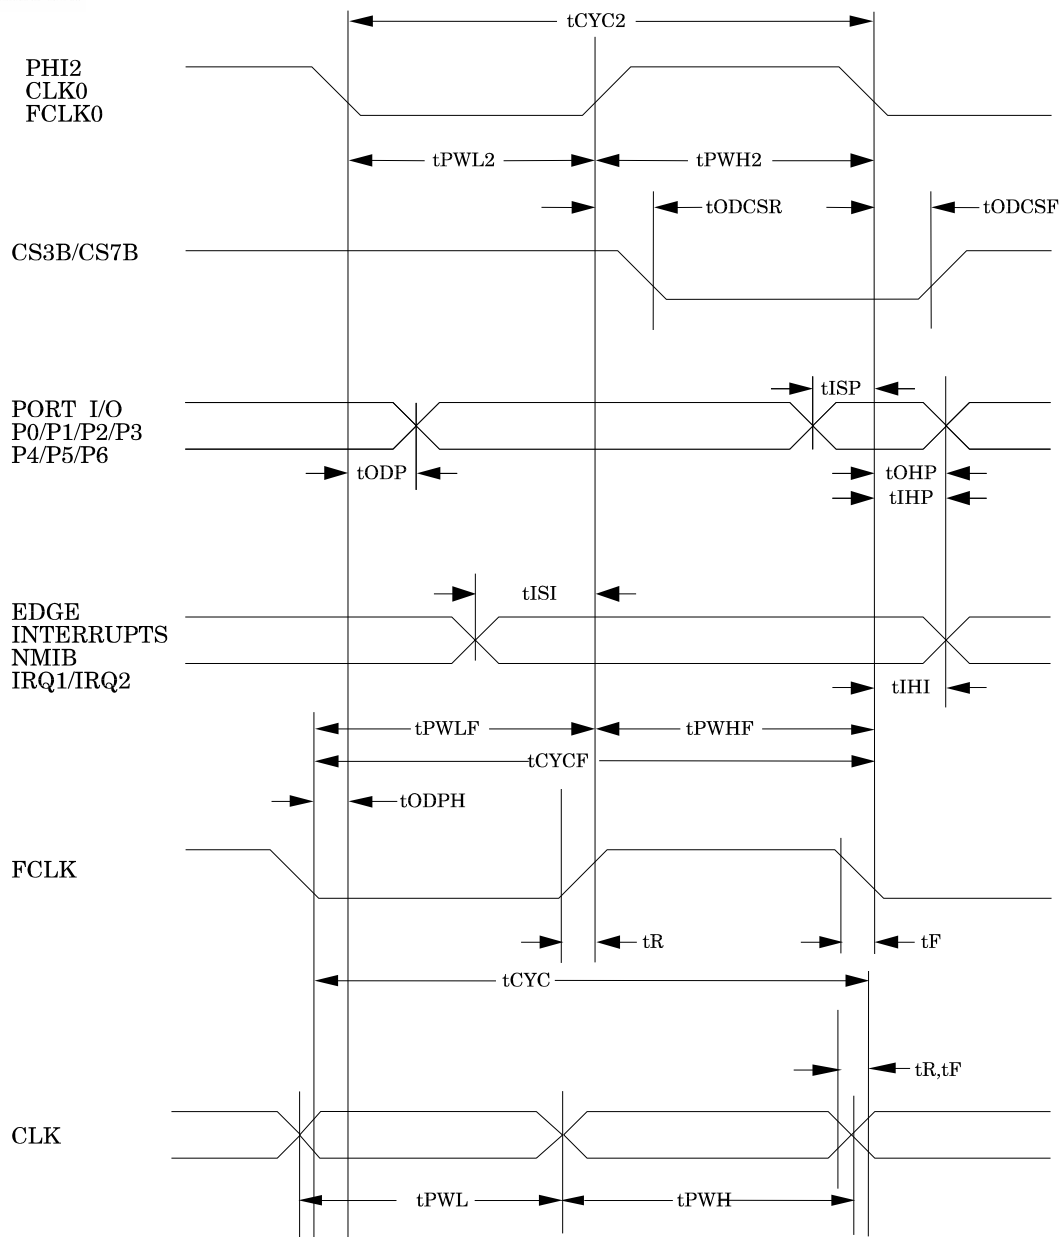 tCYC2
PHI2
CLK0
FCLK0
tPWL2 tPWH2
tODCSR tODCSF
CS3B/CS7B
tISP
PORT I/O
P0/P1/P2/P3
P4/P5/P6
tODP tOHP
tIHP
tISI
EDGE
INTERRUPTS
NMIB
IRQ1/IRQ2
tIHI
tPWLF tPWHF
tCYCF
tODPH
FCLK
tR tF
tCYC
tR,tF
CLK
tPWL tPWH